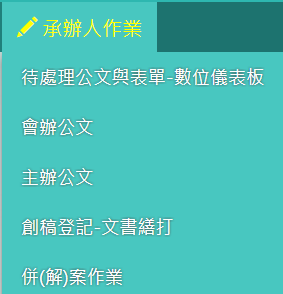 承辦人作業
待處理公文與表單-數位儀表板
會辦公文
主辦公文
創稿登記-文書繕打
併(解)案作業